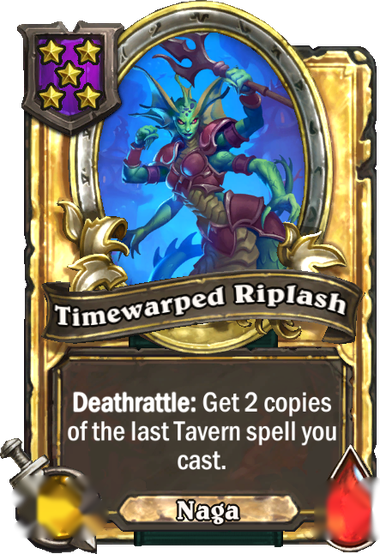 Timewarped Riplash
Deathrattle: Get 2 copies
of the last Tavern spell you
cast.
Naga